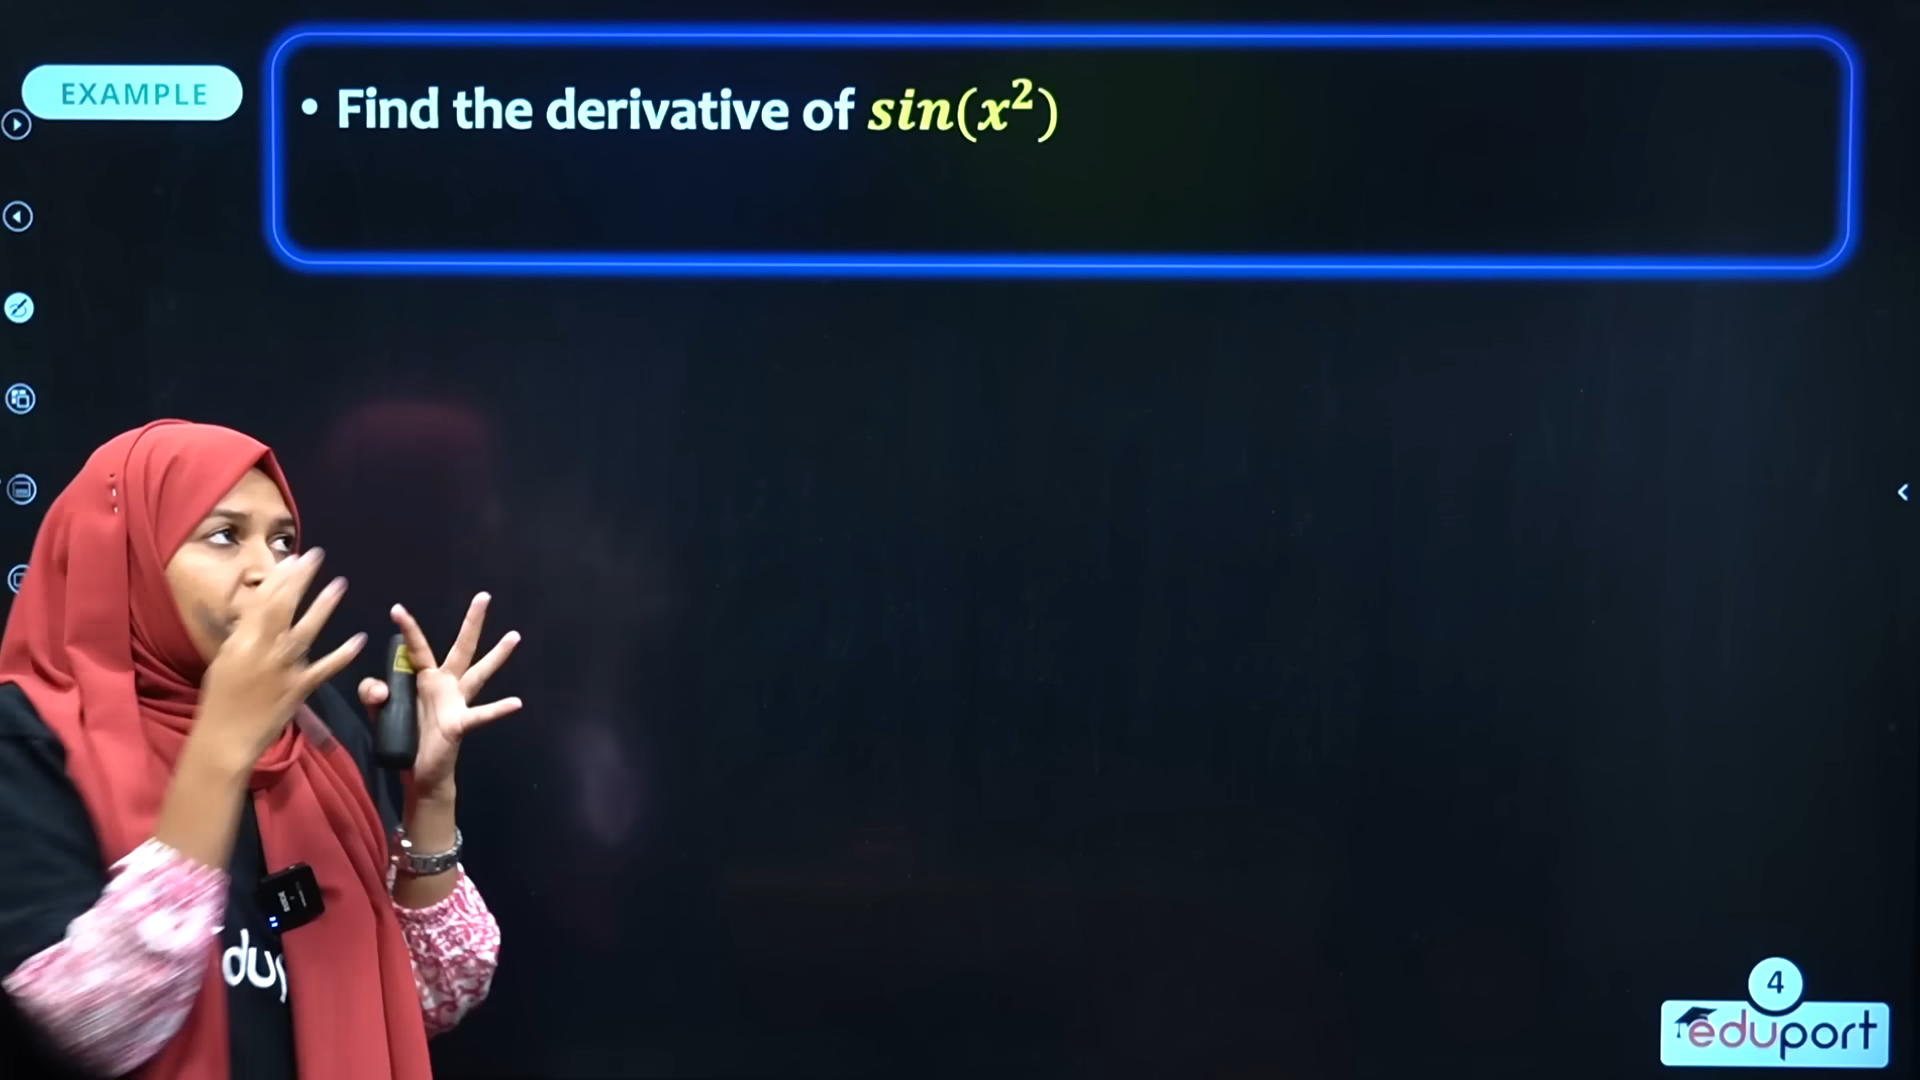 EXAMPLE
• Find the derivative of sin(x²)
4
eduport